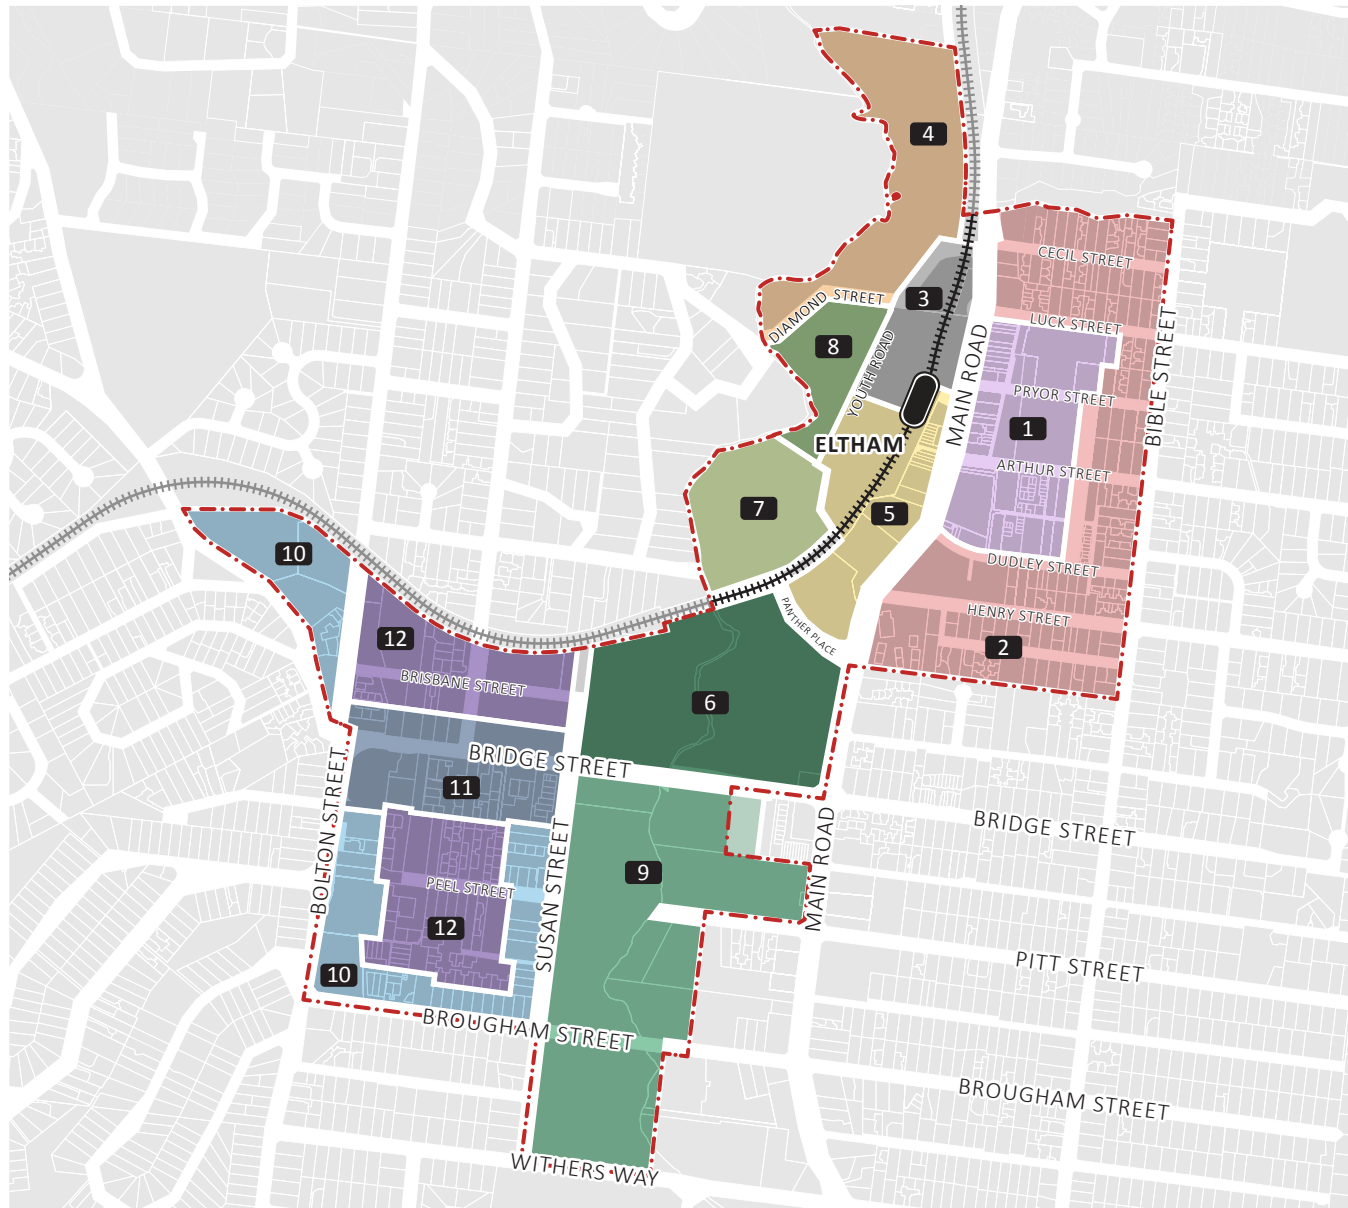 4
CECIL STREET
3
DIAMOND STREET
LUCK STREET
8
YOUTH ROAD
MAIN ROAD
BIBLE STREET
PRYOR STREET
1
ELTHAM
ARTHUR STREET
7
5
10
DUDLEY STREET
PANTHER PLACE
HENRY STREET
12
2
BRISBANE STREET
6
BRIDGE STREET
11
BOLTON STREET
BRIDGE STREET
MAIN ROAD
9
PEEL STREET
SUSAN STREET
12
10
PITT STREET
BROUGHAM STREET
BROUGHAM STREET
WITHERS WAY